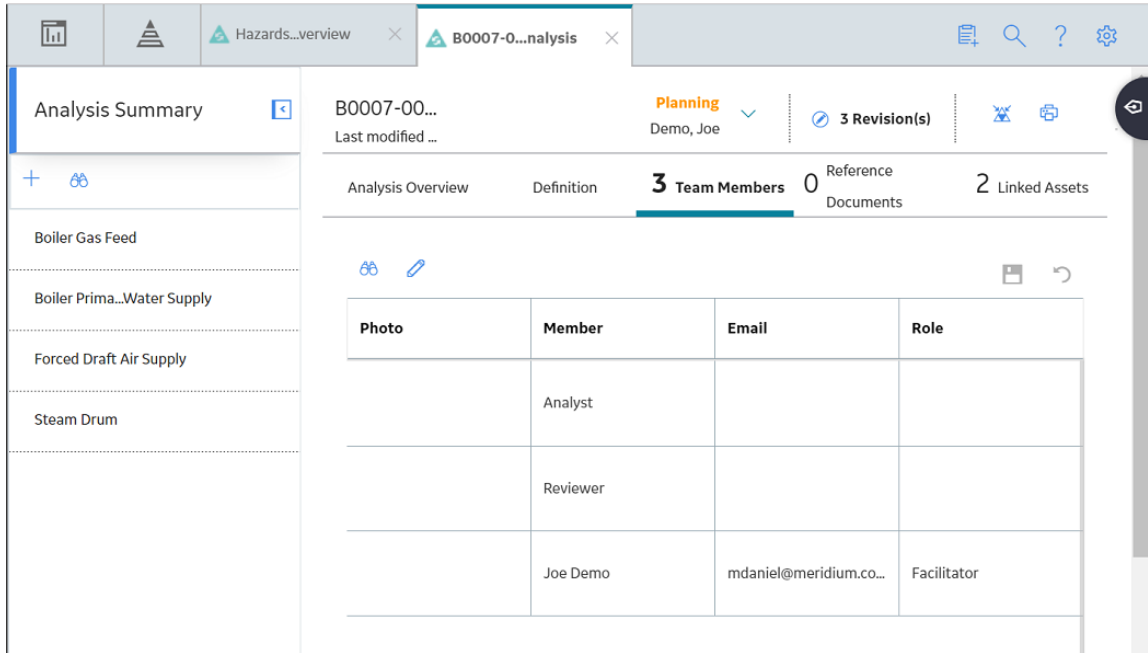 Hazards...verview
B0007-0...nalysis
Analysis Summary
B0007-00...
Last modified ...
Planning
Demo, Joe
3 Revision(s)
Analysis Overview
Definition
3 Team Members
0 Reference
Documents
2 Linked Assets
Boiler Gas Feed
Boiler Prima...Water Supply
Forced Draft Air Supply
Steam Drum
Photo Member Email Role
Analyst
Reviewer
Joe Demo mdaniel@meridium.co... Facilitator